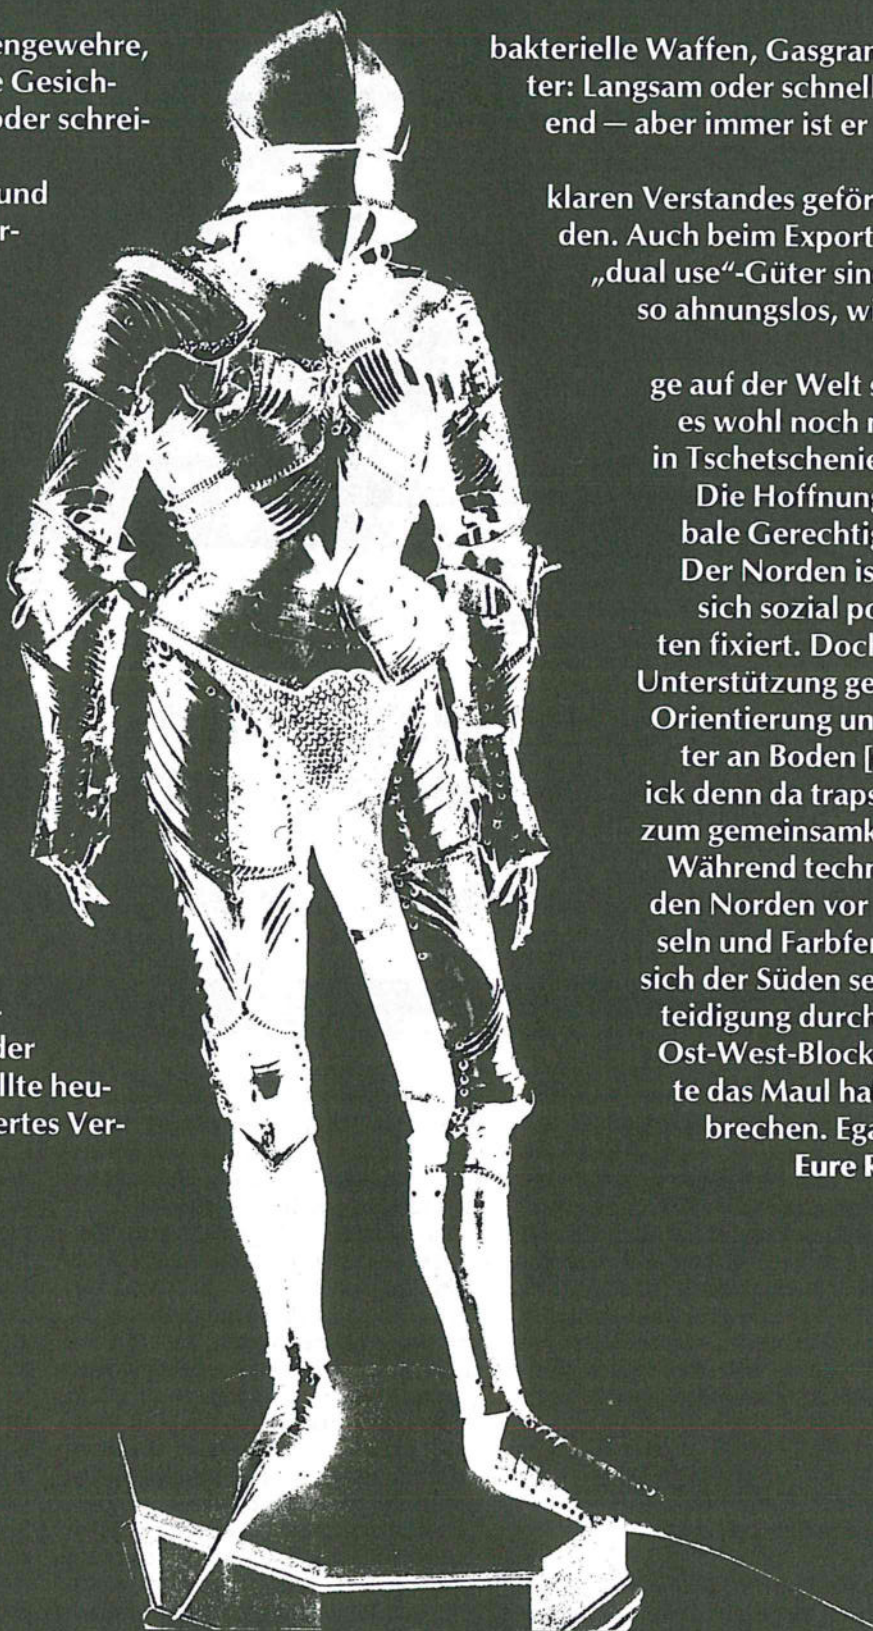 engewehre, bakterielle Waffen, Gasgran
e Gesich- ter: Langsam oder schnell
oder schrei- end — aber immer ist er
und klaren Verstandes geför
r- den. Auch beim Export
„dual use“-Güter sin
so ahnungslos, w
ge auf der Welt s
es wohl noch
in Tschetschenie
Die Hoffnung
bale Gerechtig
Der Norden is
sich sozial po
ten fixiert. Doch
Unterstützung ge
Orientierung un
ter an Boden [
ick denn da traps
zum gemeinsamk
Während techn
den Norden vor
seln und Farbfer
sich der Süden se
teidigung durch
der Ost-West-Block
llte heu- te das Maul ha
ertes Ver- brechen. Ega
Eure R